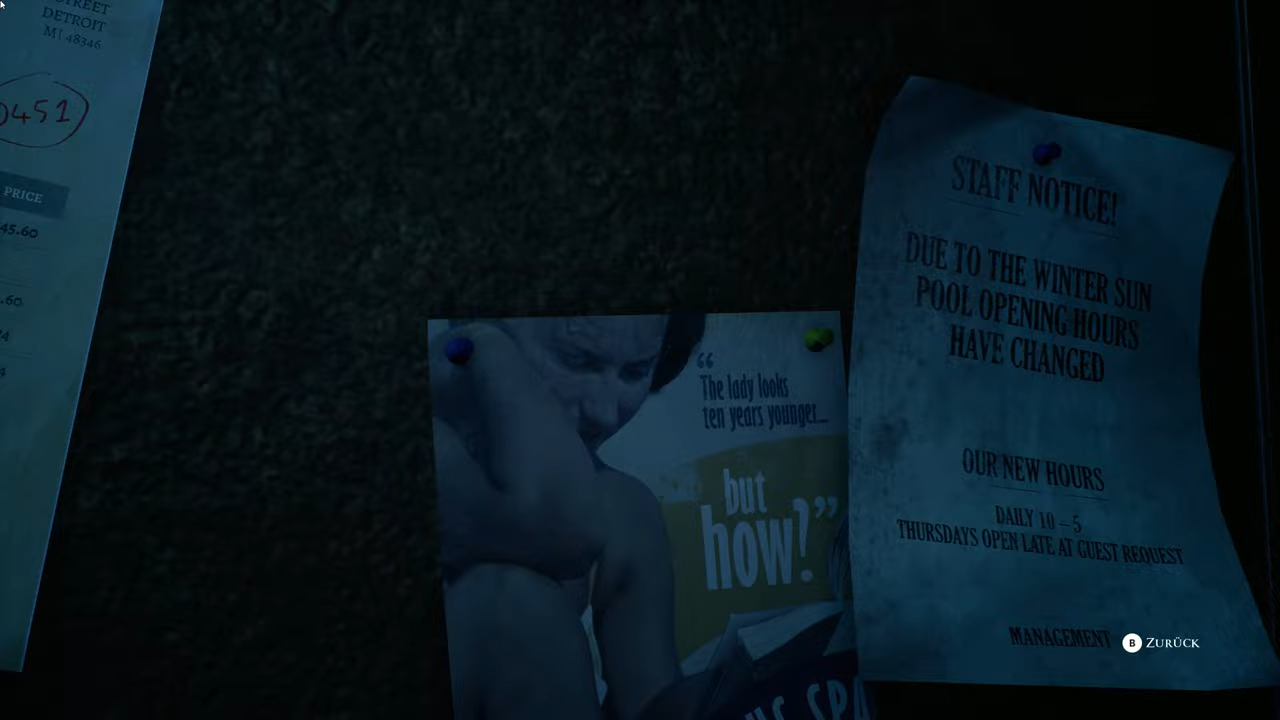 STREET
DETROIT
MI 48346
0451
PRICE
45.60
.60
“
The lady looks
ten years younger...
but
how?”
STAFF NOTICE!
DUE TO THE WINTER SUN
POOL OPENING HOURS
HAVE CHANGED
OUR NEW HOURS
DAILY 10 – 5
THURSDAYS OPEN LATE AT GUEST REQUEST
MANAGEMENT
B ZURÜCK